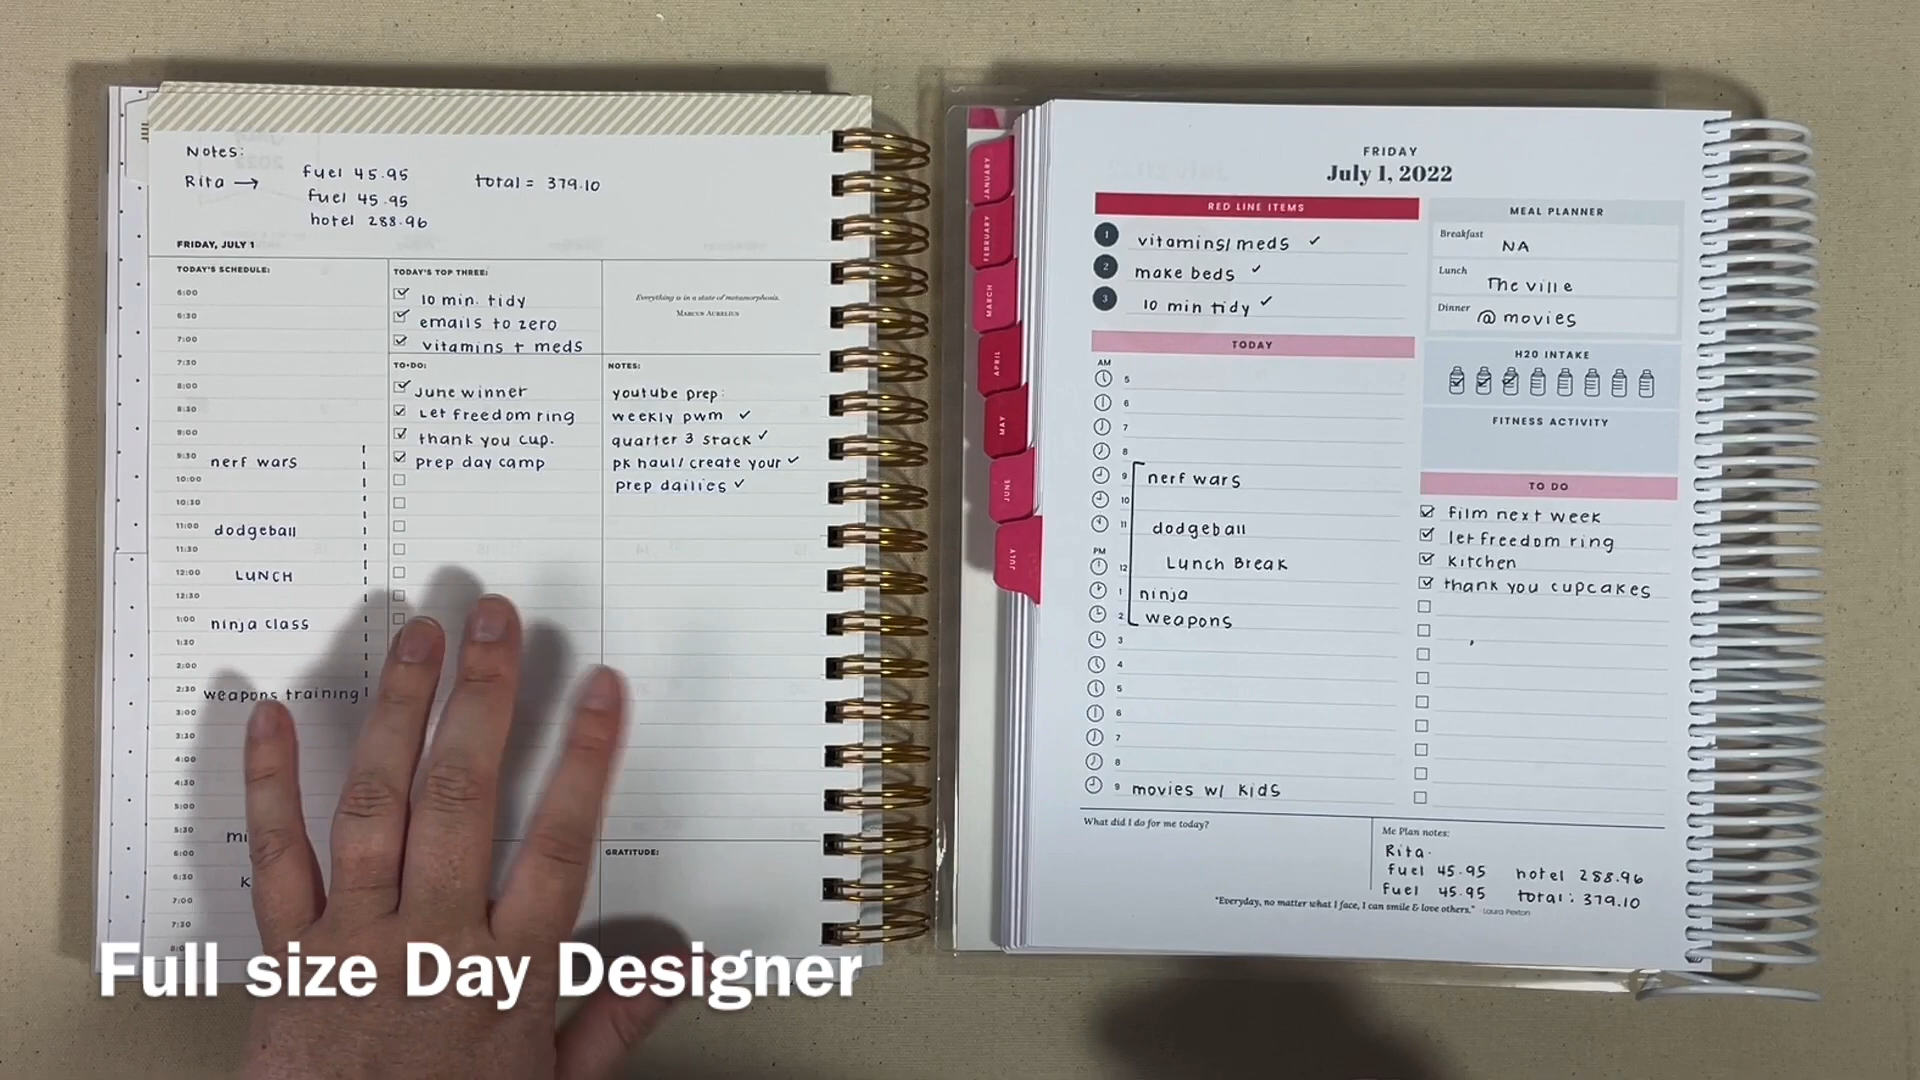 Notes:
Rita → fuel 45.95 total = 379.10
fuel 45.95
hotel 288.96
FRIDAY, JULY 1
TODAY'S SCHEDULE:
6:00
6:30
7:00
7:30
8:00
8:30
9:00
9:30 nerf wars
10:00
10:30
11:00 dodgeball
11:30
12:00 LUNCH
12:30
1:00 ninja class
1:30
2:00
2:30 weapons training
3:00
3:30
4:00
4:30
5:00
5:30
6:00
6:30
7:00
7:30
TODAY'S TOP THREE:
10 min. tidy
emails to zero
vitamins + meds
TO-DO:
June winner
Let freedom ring
thank you cup.
prep day camp
Everything is in a state of metamorphosis.
MARCUS AURELIUS
NOTES:
youtube prep:
weekly pwm ✓
quarter 3 stack ✓
pk haul/create your ✓
prep dailies ✓
GRATITUDE:
Full size Day Designer
JANUARY
FEBRUARY
MARCH
APRIL
MAY
JUNE
JULY
FRIDAY
July 1, 2022
RED LINE ITEMS
1 vitamins/meds ✓
2 make beds ✓
3 10 min tidy ✓
TODAY
AM
5
6
7
8
9 nerf wars
10
11 dodgeball
PM
12 Lunch Break
1 ninja
2 weapons
3
4
5
6
7
8
9 movies w/ kids
MEAL PLANNER
Breakfast NA
Lunch The ville
Dinner @ movies
H20 INTAKE
FITNESS ACTIVITY
TO DO
film next week
let freedom ring
kitchen
thank you cupcakes
What did I do for me today?
Me Plan notes:
Rita-
fuel 45.95 hotel 288.96
fuel 45.95 total: 379.10
"Everyday, no matter what I face, I can smile & love others." -Laura Pexton